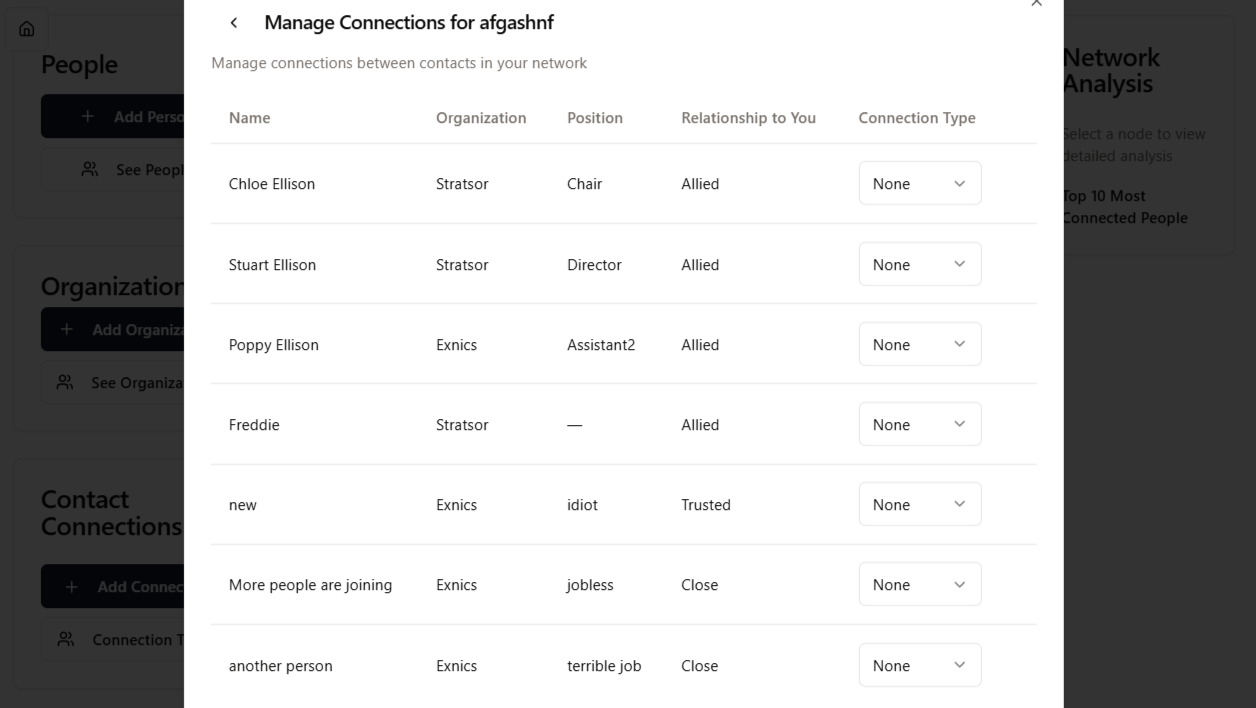 Manage Connections for afgashnf
Manage connections between contacts in your network
Name Organization Position Relationship to You Connection Type
Chloe Ellison Stratsor Chair Allied None
Stuart Ellison Stratsor Director Allied None
Poppy Ellison Exnics Assistant2 Allied None
Freddie Stratsor — Allied None
new Exnics idiot Trusted None
More people are joining Exnics jobless Close None
another person Exnics terrible job Close None
People
Add Perso
See Peopl
Organization
Add Organiza
See Organiza
Contact
Connections
Add Connec
Connection T
Network
Analysis
Select a node to view
detailed analysis
Top 10 Most
Connected People